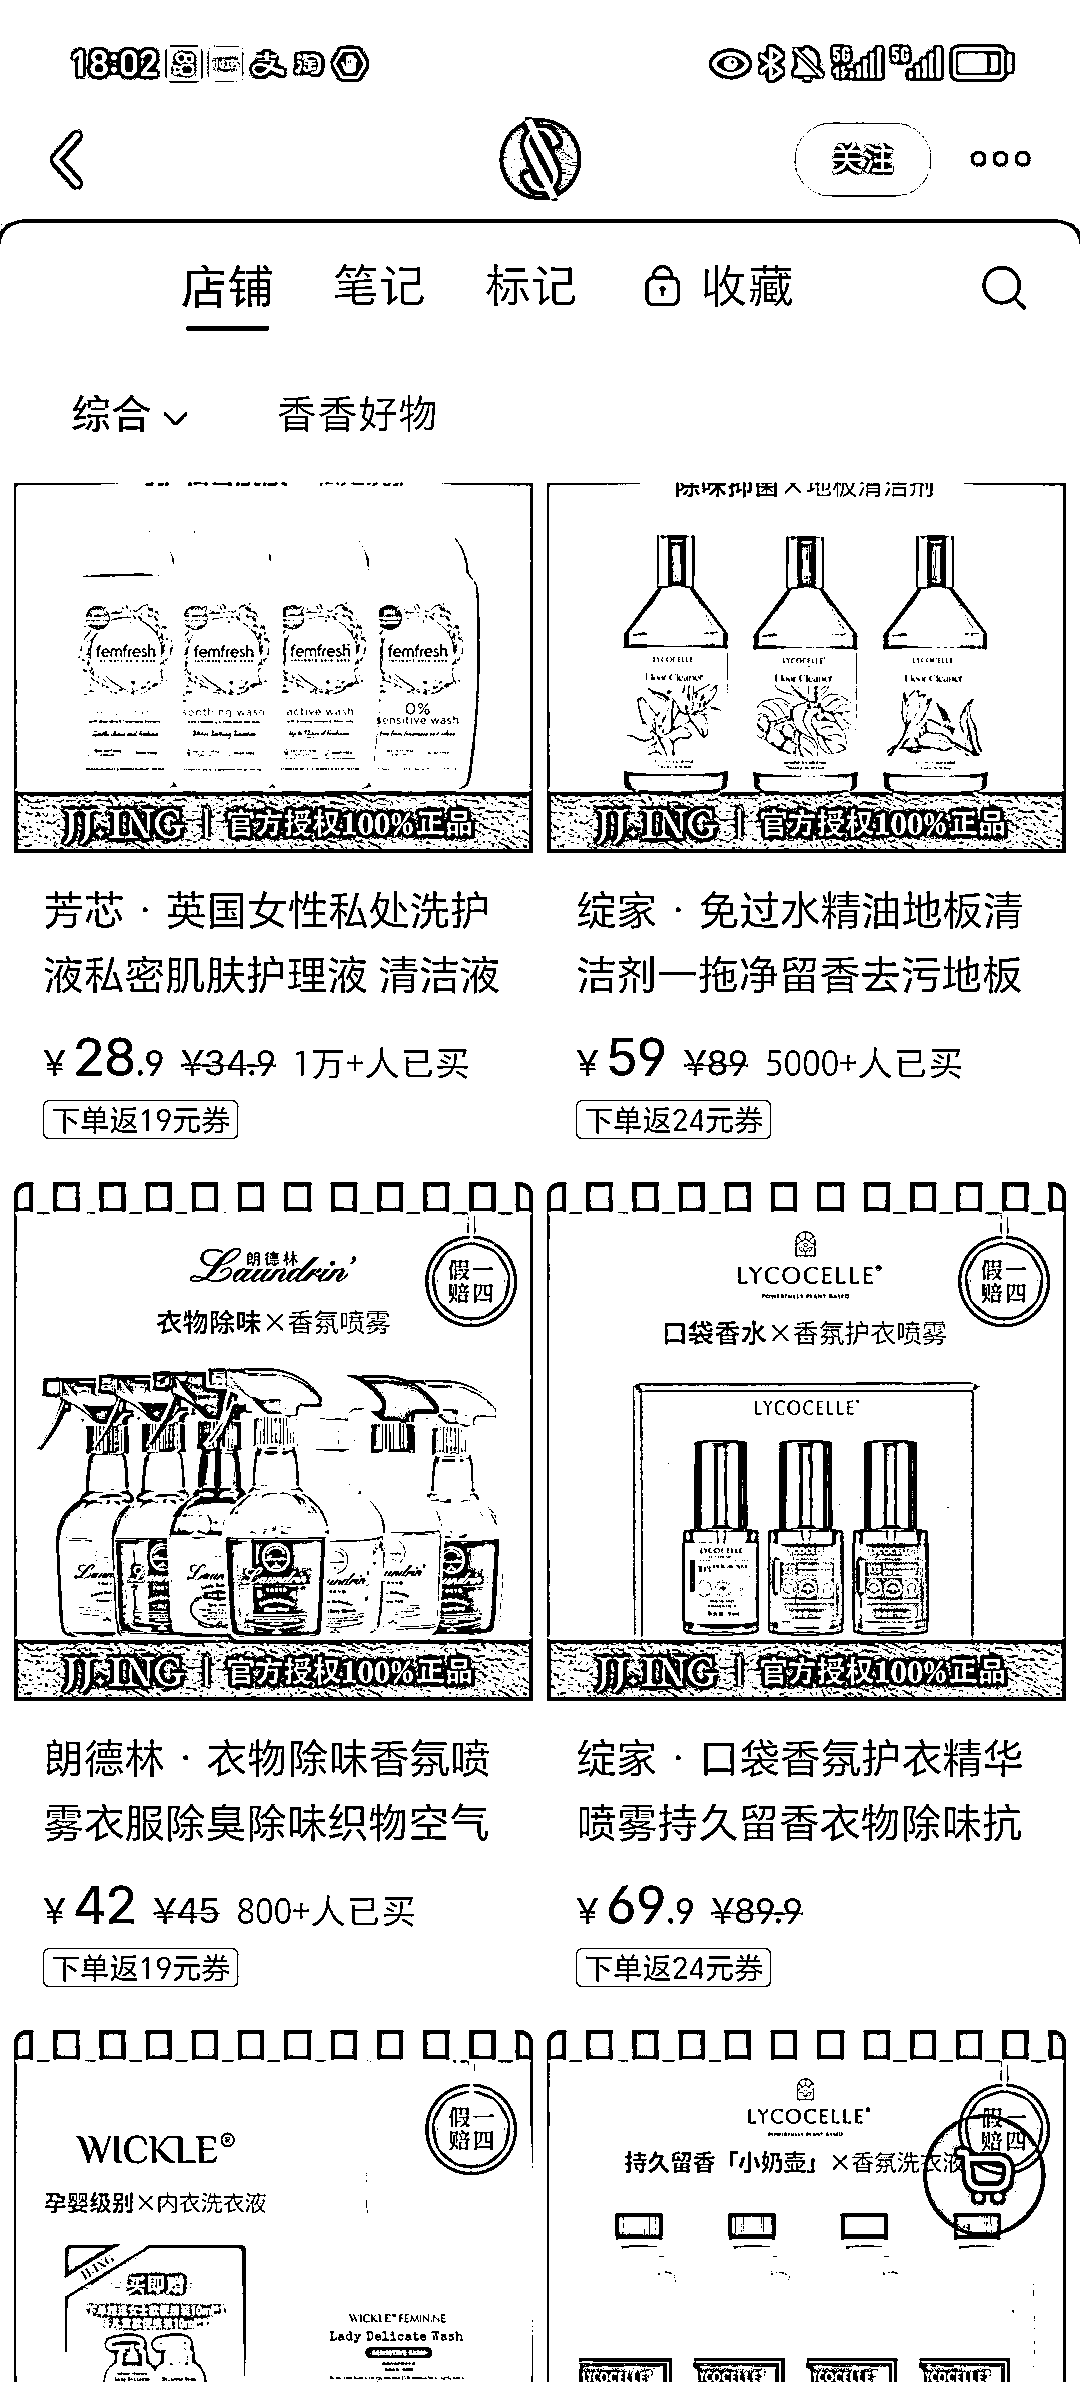 18:02
关注
店铺 笔记 标记 收藏
综合 香香好物
femfresh femfresh femfresh femfresh
soothing wash active wash 0% sensitive wash
JJ.ING | 官方授权100%正品
除味抑菌×地板清洁剂
LYCOCELLE LYCOCELLE LYCOCELLE
Floor Cleaner Floor Cleaner Floor Cleaner
JJ.ING | 官方授权100%正品
芳芯·英国女性私处洗护
液私密肌肤护理液 清洁液
¥28.9 ¥34.9 1万+人已买
下单返19元券
绽家·免过水精油地板清
洁剂一拖净留香去污地板
¥59 ¥89 5000+人已买
下单返24元券
朗德林
Laundrin'
假一
赔四
衣物除味×香氛喷雾
JJ.ING | 官方授权100%正品
LYCOCELLE®
POWERFULLY PLANT BASED
假一
赔四
口袋香水×香氛护衣喷雾
LYCOCELLE®
JJ.ING | 官方授权100%正品
朗德林·衣物除味香氛喷
雾衣服除臭除味织物空气
¥42 ¥45 800+人已买
下单返19元券
绽家·口袋香氛护衣精华
喷雾持久留香衣物除味抗
¥69.9 ¥89.9
下单返24元券
WICKLE®
假一
赔四
孕婴级别×内衣洗衣液
JJ.ING
买即赠
WICKLE® FEMININE
Lady Delicate Wash
LYCOCELLE®
假一
赔四
持久留香「小奶壶」×香氛洗衣液
LYCOCELLE LYCOCELLE LYCOCELLE LYCOCELLE